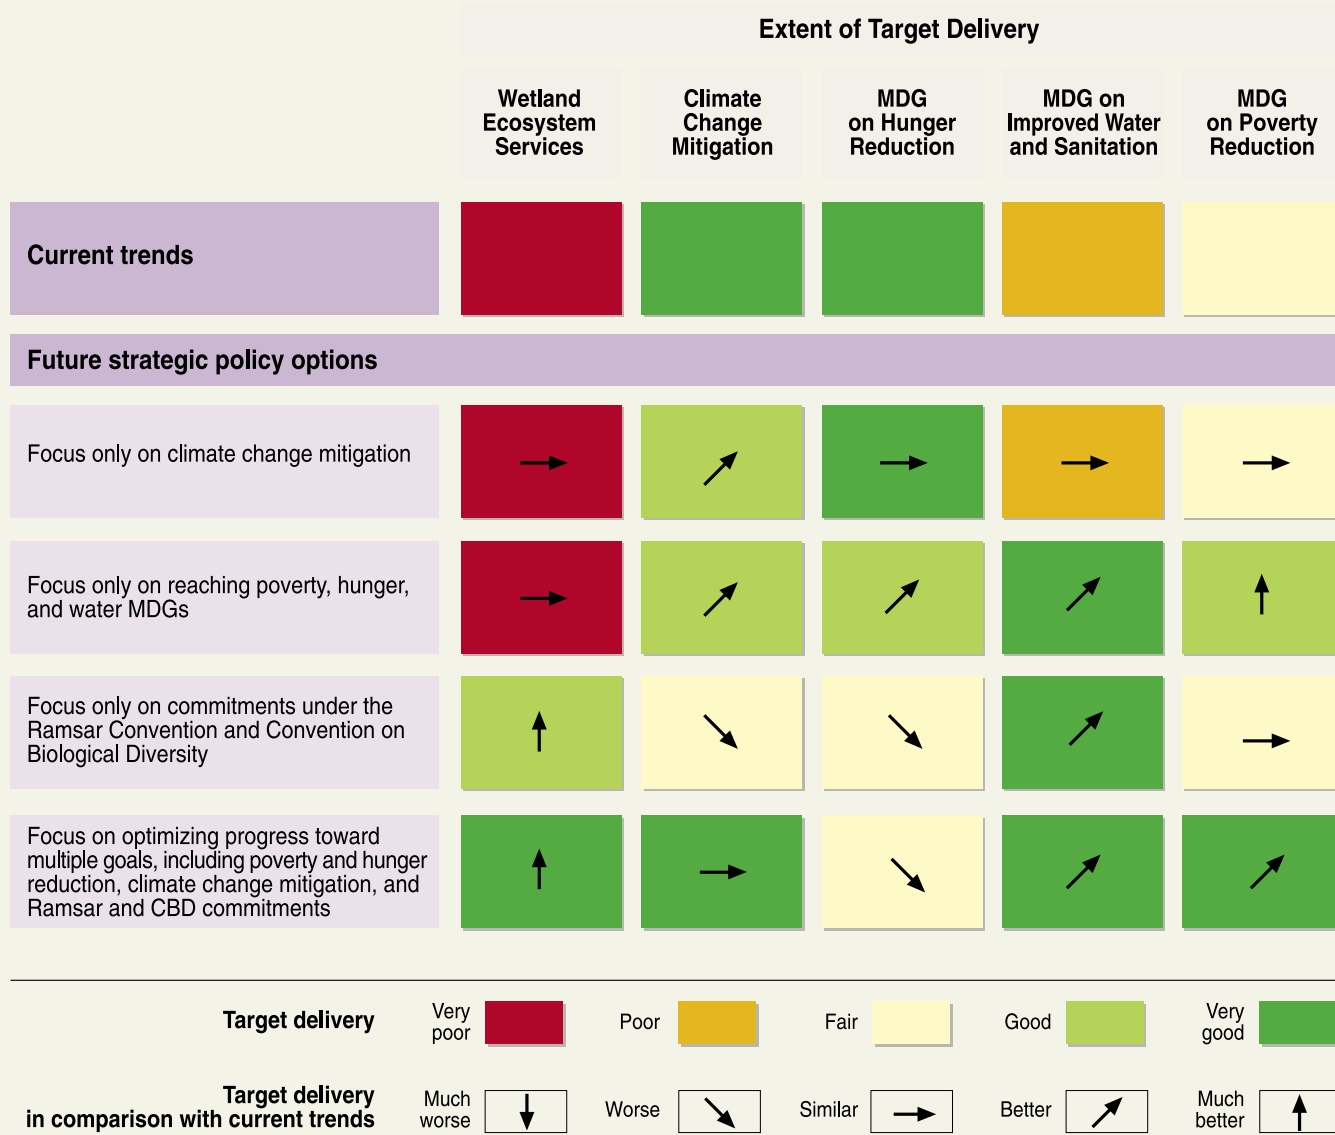 Extent of Target Delivery
Wetland
Ecosystem
Services
Climate
Change
Mitigation
MDG
on Hunger
Reduction
MDG on
Improved Water
and Sanitation
MDG
on Poverty
Reduction
Current trends
Future strategic policy options
Focus only on climate change mitigation
Focus only on reaching poverty, hunger,
and water MDGs
Focus only on commitments under the
Ramsar Convention and Convention on
Biological Diversity
Focus on optimizing progress toward
multiple goals, including poverty and hunger
reduction, climate change mitigation, and
Ramsar and CBD commitments
Target delivery
Very
poor
Poor
Fair
Good
Very
good
Target delivery
in comparison with current trends
Much
worse
Worse
Similar
Better
Much
better